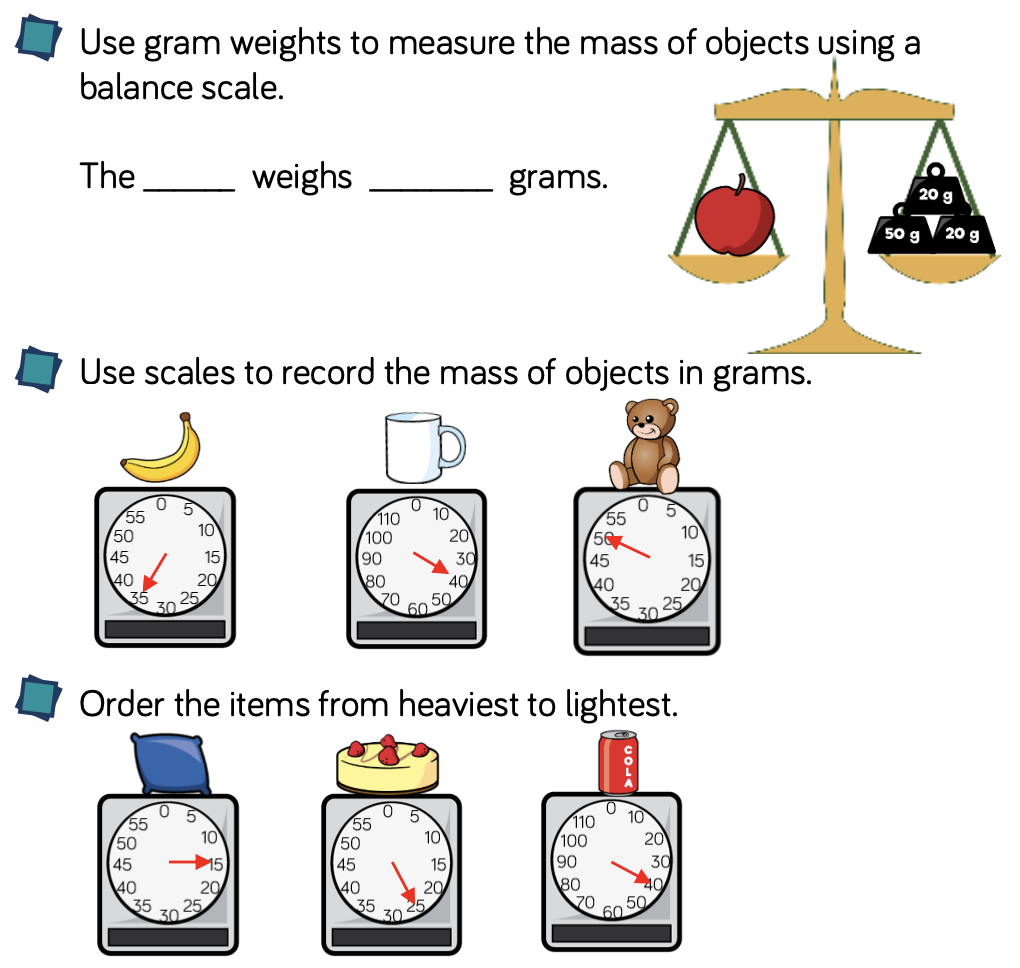 Use gram weights to measure the mass of objects using a
balance scale.
The ______ weighs ________ grams.
20 g
50 g 20 g
Use scales to record the mass of objects in grams.
0 5 10 15 20 25 30 35 40 45 50 55
0 10 20 30 40 50 60 70 80 90 100 110
0 5 10 15 20 25 30 35 40 45 50 55
Order the items from heaviest to lightest.
COLA
0 5 10 15 20 25 30 35 40 45 50 55
0 5 10 15 20 25 30 35 40 45 50 55
0 10 20 30 40 50 60 70 80 90 100 110